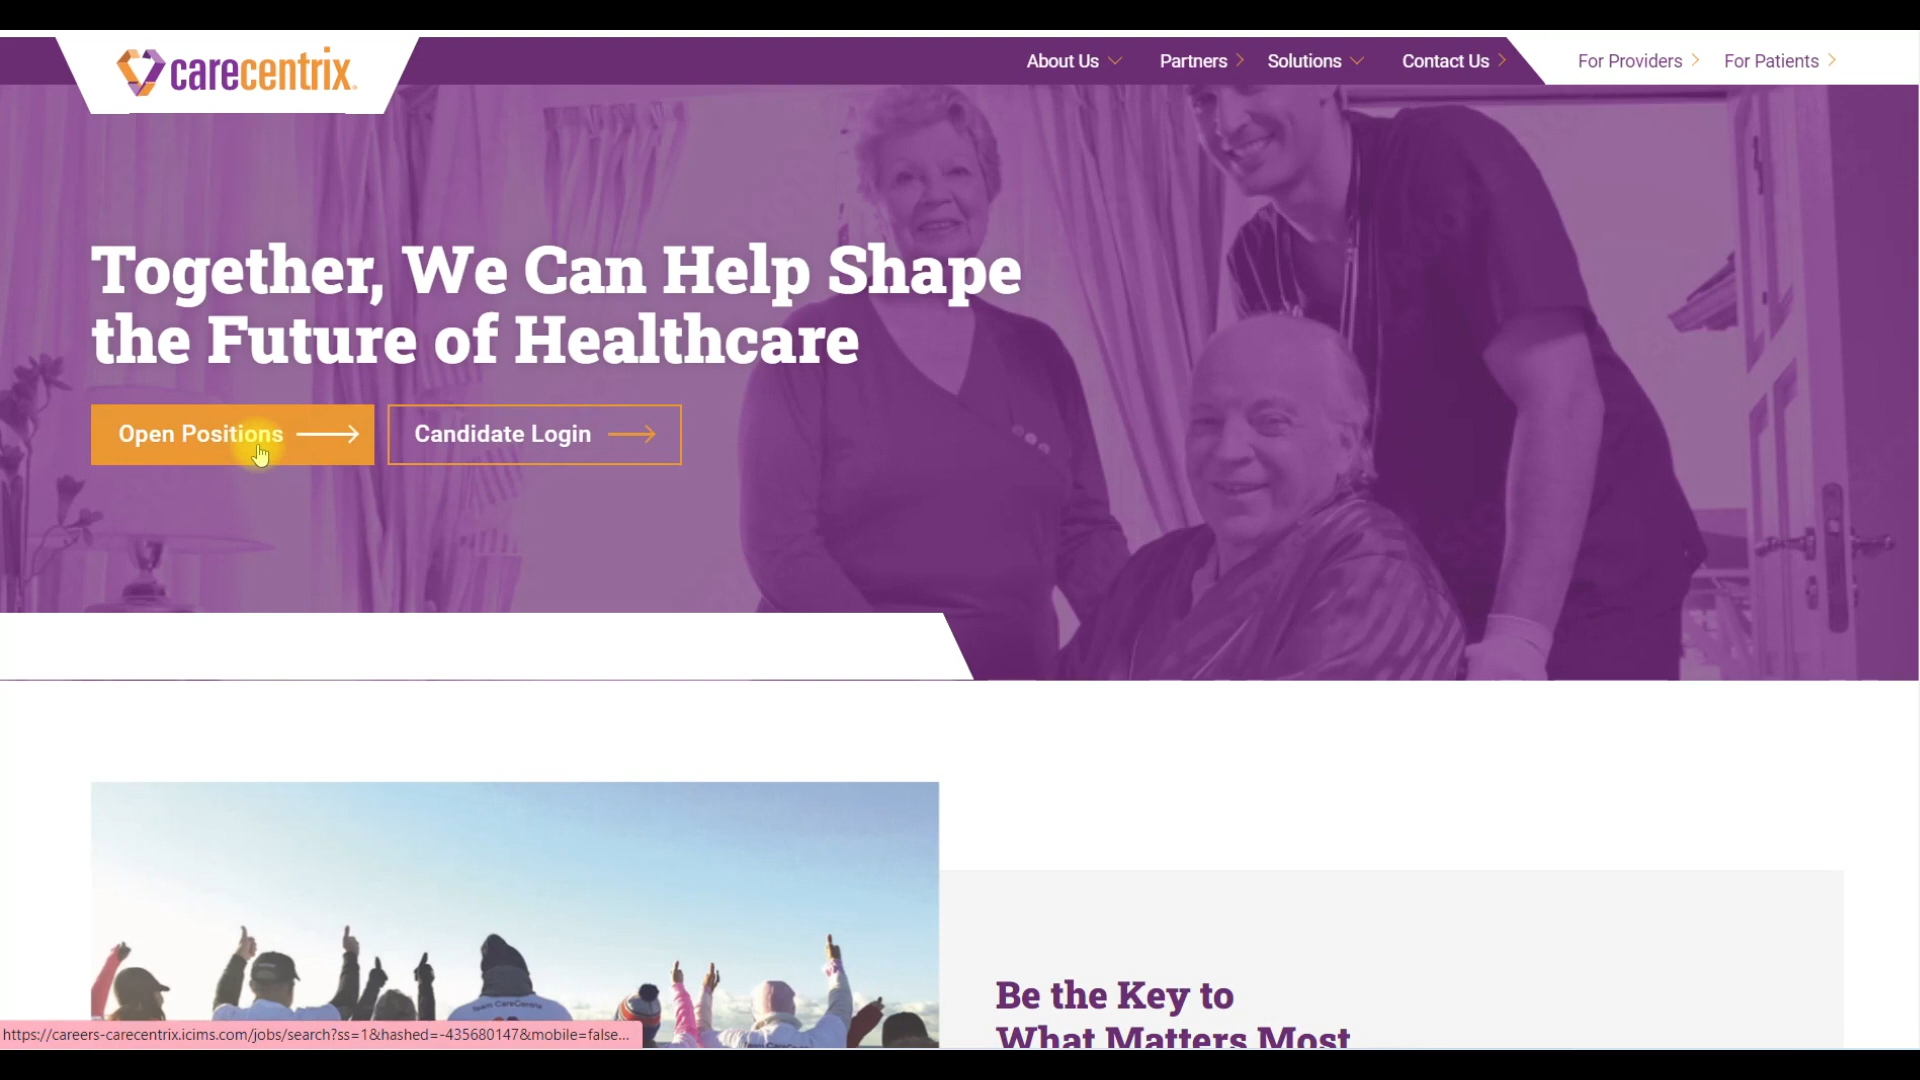 carecentrix
About Us
Partners
Solutions
Contact Us
For Providers
For Patients
Together, We Can Help Shape
the Future of Healthcare
Open Positions
Candidate Login
Team CareCentrix
Be the Key to
What Matters Most
https://careers-carecentrix.icims.com/jobs/search?ss=1&hashed=-435680147&mobile=false...